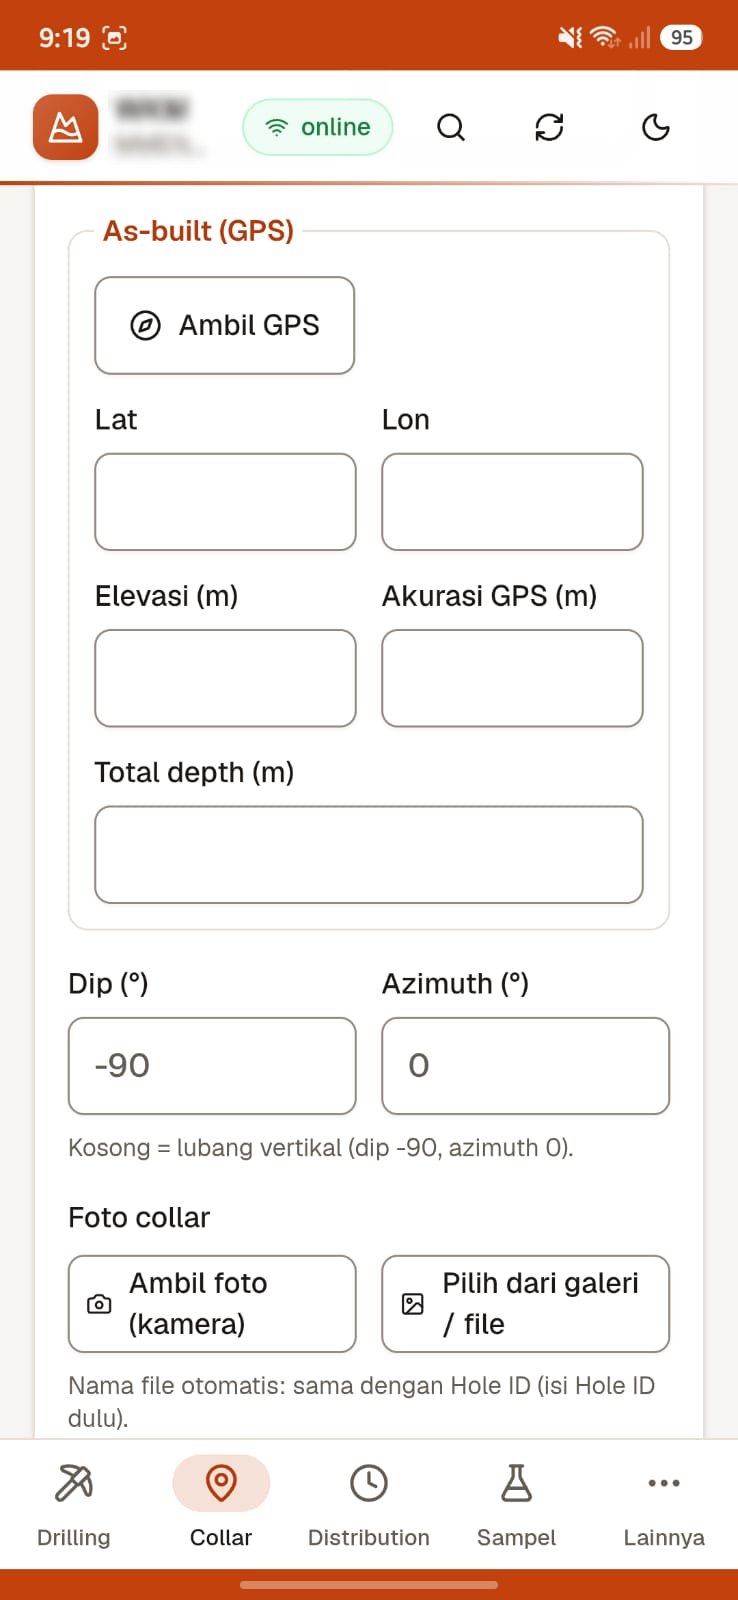 9:19
95
online
As-built (GPS)
Ambil GPS
Lat
Lon
Elevasi (m)
Akurasi GPS (m)
Total depth (m)
Dip (°)
Azimuth (°)
-90
0
Kosong = lubang vertikal (dip -90, azimuth 0).
Foto collar
Ambil foto
(kamera)
Pilih dari galeri
/ file
Nama file otomatis: sama dengan Hole ID (isi Hole ID
dulu).
Drilling
Collar
Distribution
Sampel
Lainnya